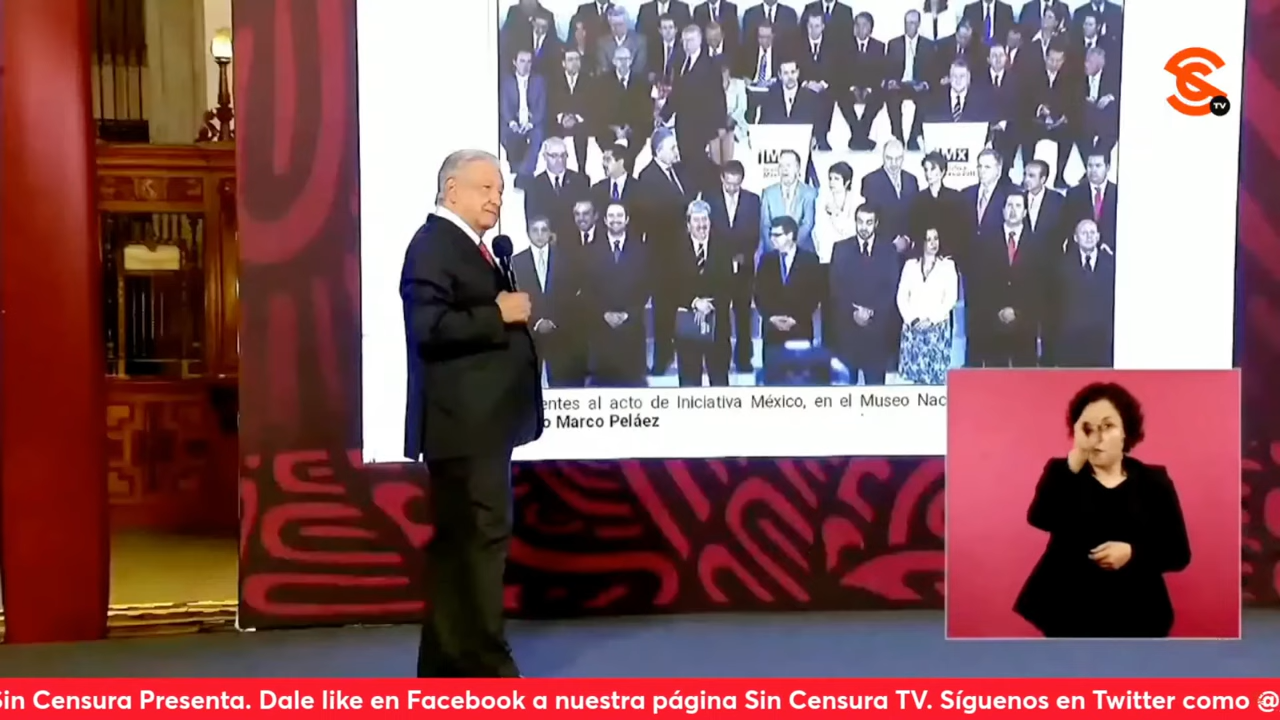 TV
IMx
IMx
entes al acto de Iniciativa México, en el Museo Nac
o Marco Peláez
Sin Censura Presenta. Dale like en Facebook a nuestra página Sin Censura TV. Síguenos en Twitter como @